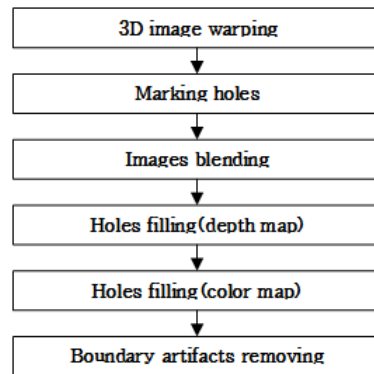 3D image warping
Marking holes
Images blending
Holes filling(depth map)
Holes filling(color map)
Boundary artifacts removing